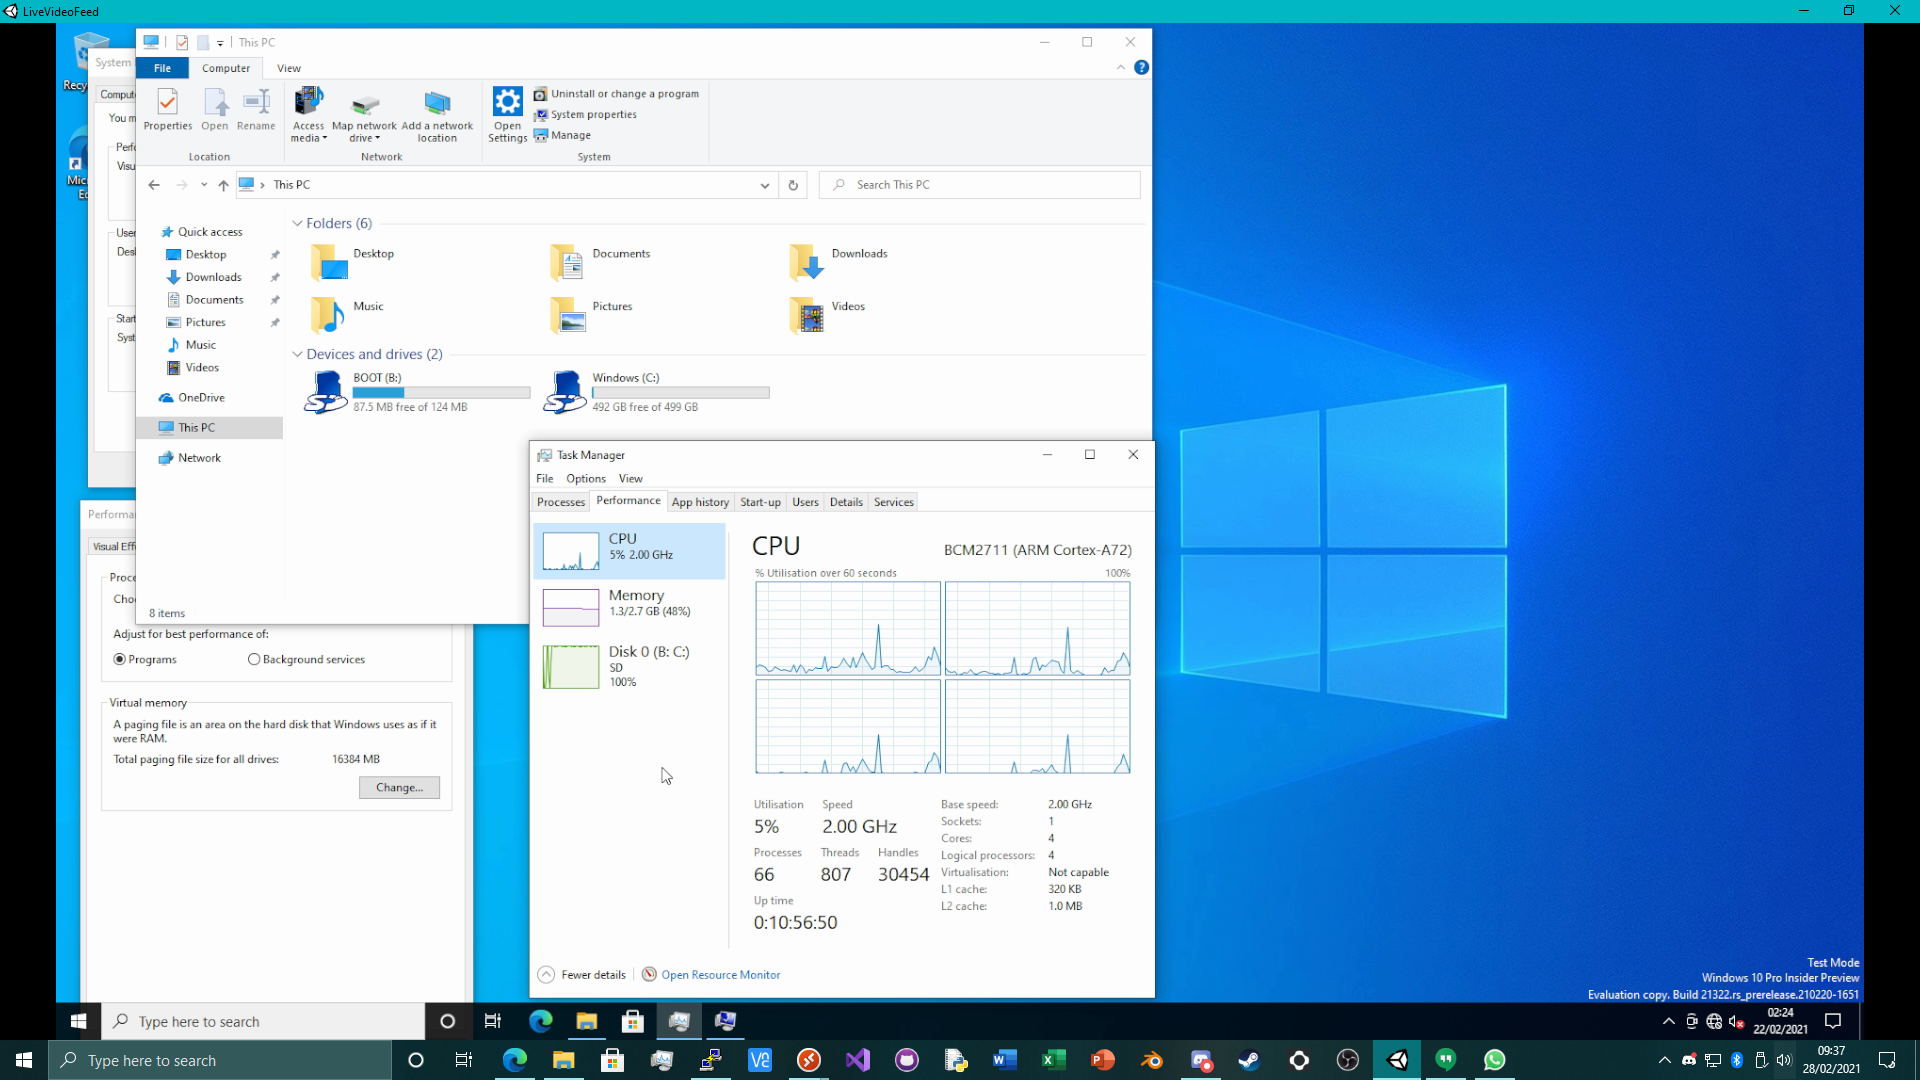 LiveVideoFeed
This PC
File Computer View
Properties
Open
Rename
Access media
Map network drive
Add a network location
Open Settings
Uninstall or change a program
System properties
Manage
Location
Network
System
This PC
Search This PC
Quick access
Desktop
Downloads
Documents
Pictures
Music
Videos
OneDrive
This PC
Network
Folders (6)
Desktop
Documents
Downloads
Music
Pictures
Videos
Devices and drives (2)
BOOT (B:)
87.5 MB free of 124 MB
Windows (C:)
492 GB free of 499 GB
8 items
System
Comput
You m
Perf
Visu
User
Desl
Start
Syst
Recy
Mic
Ed
Performan
Visual Eff
Proce
Choo
Adjust for best performance of:
Programs
Background services
Virtual memory
A paging file is an area on the hard disk that Windows uses as if it
were RAM.
Total paging file size for all drives: 16384 MB
Change...
Task Manager
File Options View
Processes Performance App history Start-up Users Details Services
CPU
5% 2.00 GHz
Memory
1.3/2.7 GB (48%)
Disk 0 (B: C:)
SD
100%
CPU
BCM2711 (ARM Cortex-A72)
% Utilisation over 60 seconds 100%
Utilisation Speed
5% 2.00 GHz
Processes Threads Handles
66 807 30454
Up time
0:10:56:50
Base speed: 2.00 GHz
Sockets: 1
Cores: 4
Logical processors: 4
Virtualisation: Not capable
L1 cache: 320 KB
L2 cache: 1.0 MB
Fewer details
Open Resource Monitor
Test Mode
Windows 10 Pro Insider Preview
Evaluation copy. Build 21322.rs_prerelease.210220-1651
Type here to search
02:24
22/02/2021
Type here to search
09:37
28/02/2021